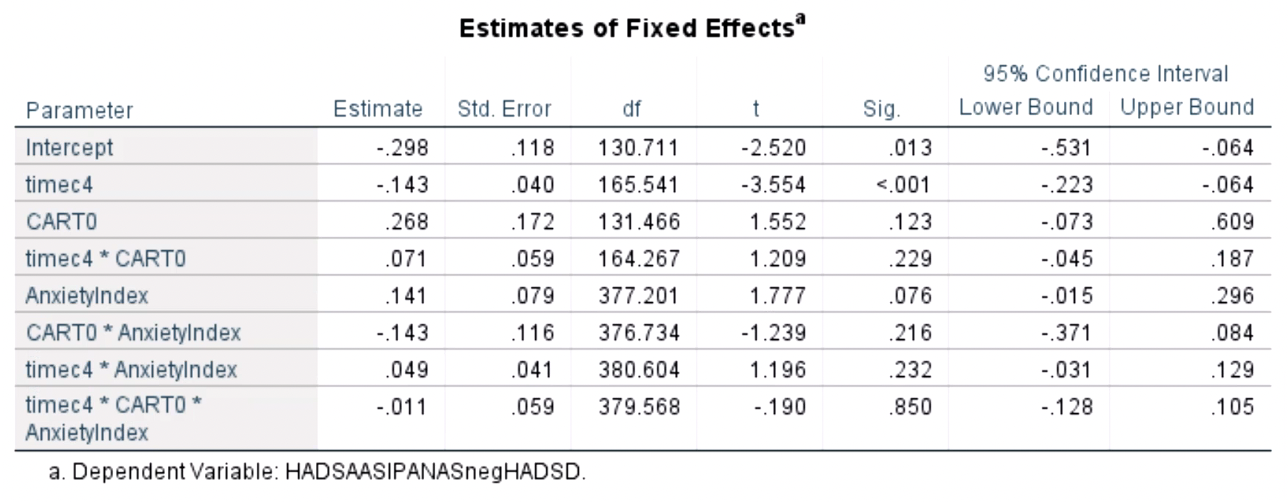 Estimates of Fixed Effectsa
95% Confidence Interval
Parameter Estimate Std. Error df t Sig. Lower Bound Upper Bound
Intercept -.298 .118 130.711 -2.520 .013 -.531 -.064
timec4 -.143 .040 165.541 -3.554 <.001 -.223 -.064
CART0 .268 .172 131.466 1.552 .123 -.073 .609
timec4 * CART0 .071 .059 164.267 1.209 .229 -.045 .187
AnxietyIndex .141 .079 377.201 1.777 .076 -.015 .296
CART0 * AnxietyIndex -.143 .116 376.734 -1.239 .216 -.371 .084
timec4 * AnxietyIndex .049 .041 380.604 1.196 .232 -.031 .129
timec4 * CART0 * -.011 .059 379.568 -.190 .850 -.128 .105
AnxietyIndex
a. Dependent Variable: HADSAASIPANASnegHADSD.